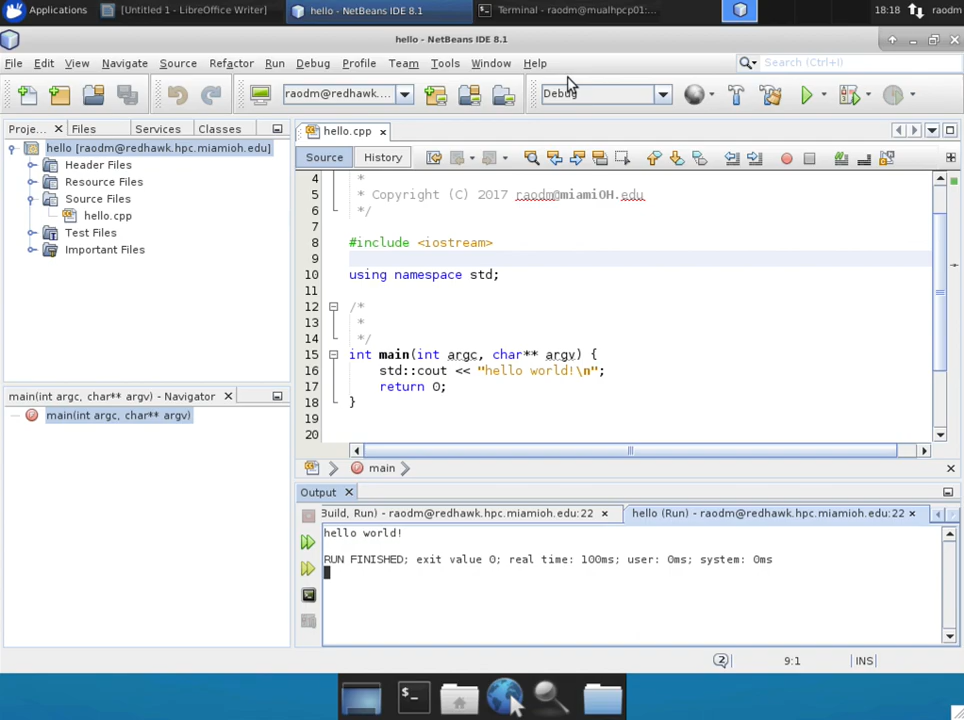 Applications [Untitled 1 - LibreOffice Writer] hello - NetBeans IDE 8.1 Terminal - raodm@mualhpcp01:... 18:18 raodm
hello - NetBeans IDE 8.1
File Edit View Navigate Source Refactor Run Debug Profile Team Tools Window Help Search (Ctrl+I)
raodm@redhawk.... Debug
Proje... Files Services Classes
hello [raodm@redhawk.hpc.miamioh.edu]
Header Files
Resource Files
Source Files
hello.cpp
Test Files
Important Files
main(int argc, char** argv) - Navigator
main(int argc, char** argv)
hello.cpp
Source History
4 *
5 * Copyright (C) 2017 raodm@miamiOH.edu
6 */
7
8 #include <iostream>
9
10 using namespace std;
11
12 /*
13 *
14 */
15 int main(int argc, char** argv) {
16 std::cout << "hello world!\n";
17 return 0;
18 }
19
20
main
Output
Build, Run) - raodm@redhawk.hpc.miamioh.edu:22 hello (Run) - raodm@redhawk.hpc.miamioh.edu:22
hello world!
RUN FINISHED; exit value 0; real time: 100ms; user: 0ms; system: 0ms
2 9:1 INS